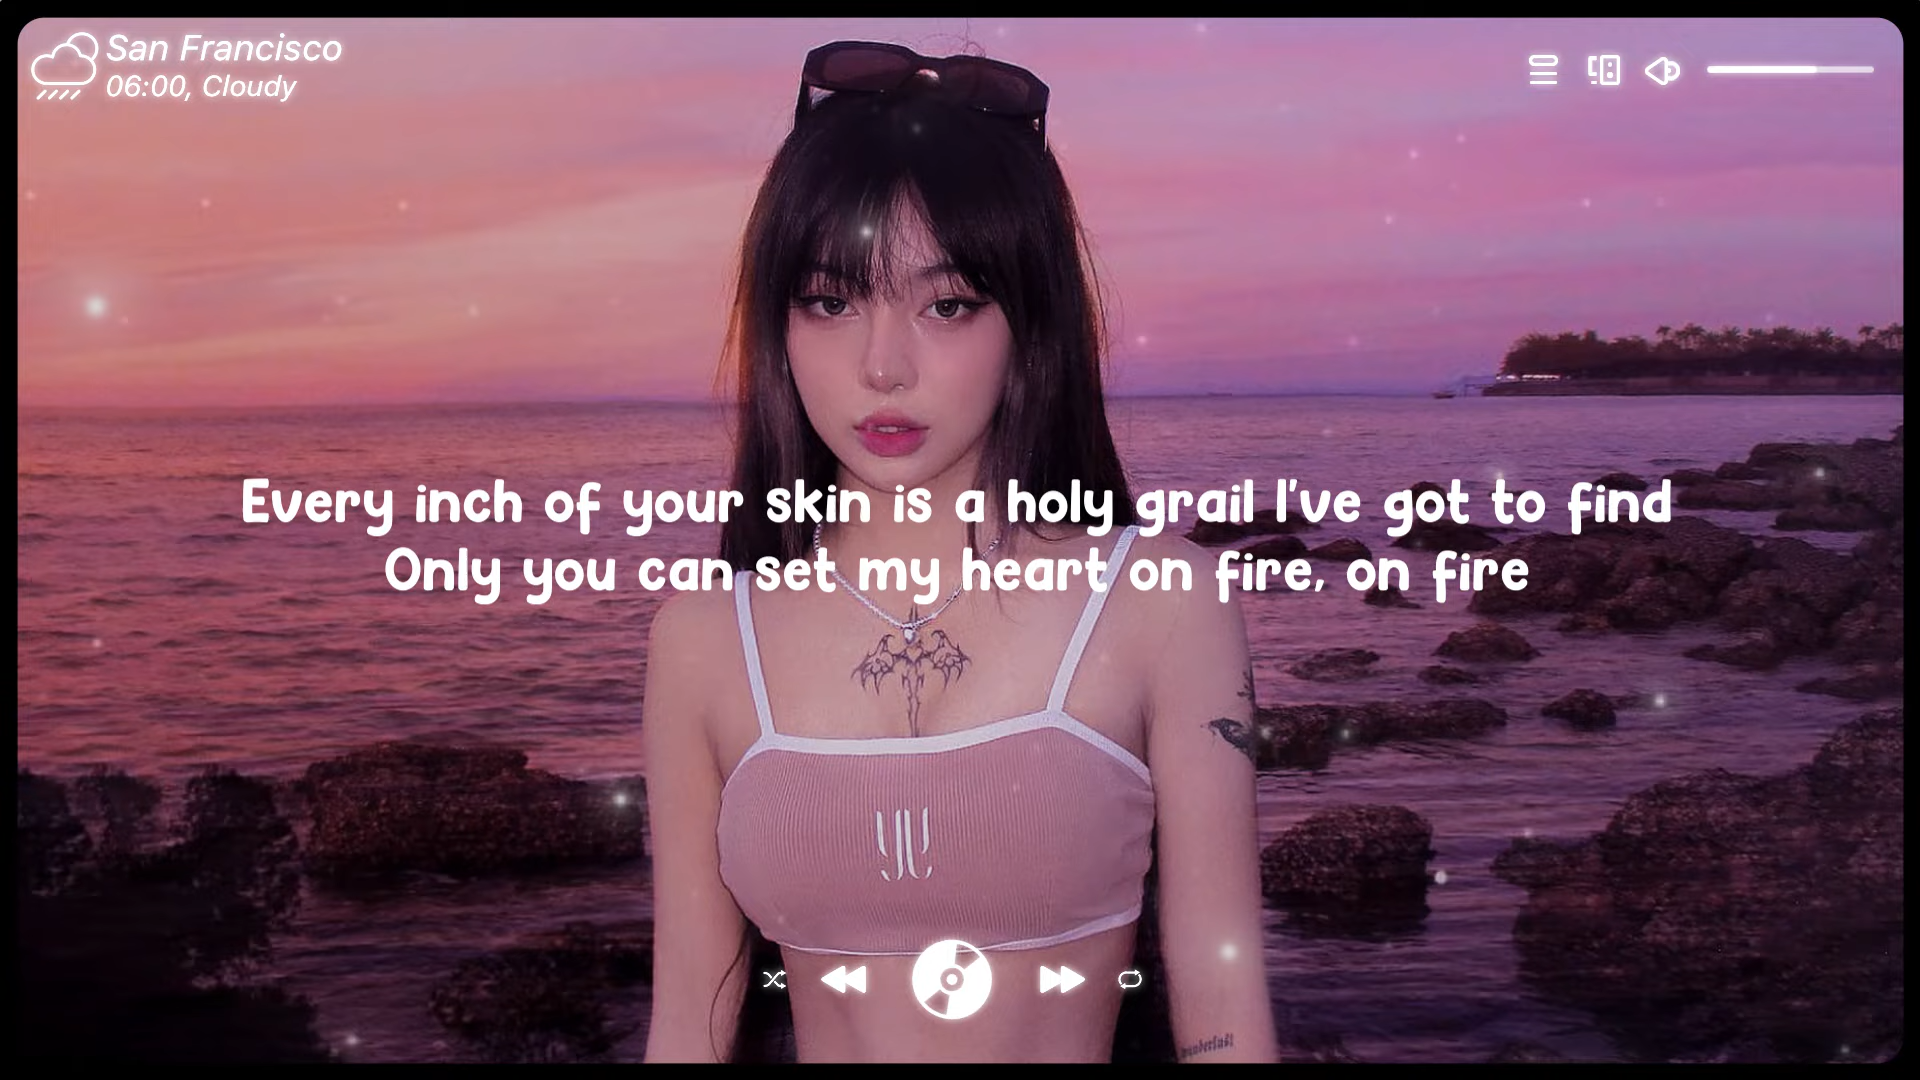 San Francisco
06:00, Cloudy
Every inch of your skin is a holy grail I've got to find
Only you can set my heart on fire, on fire
wanderlust